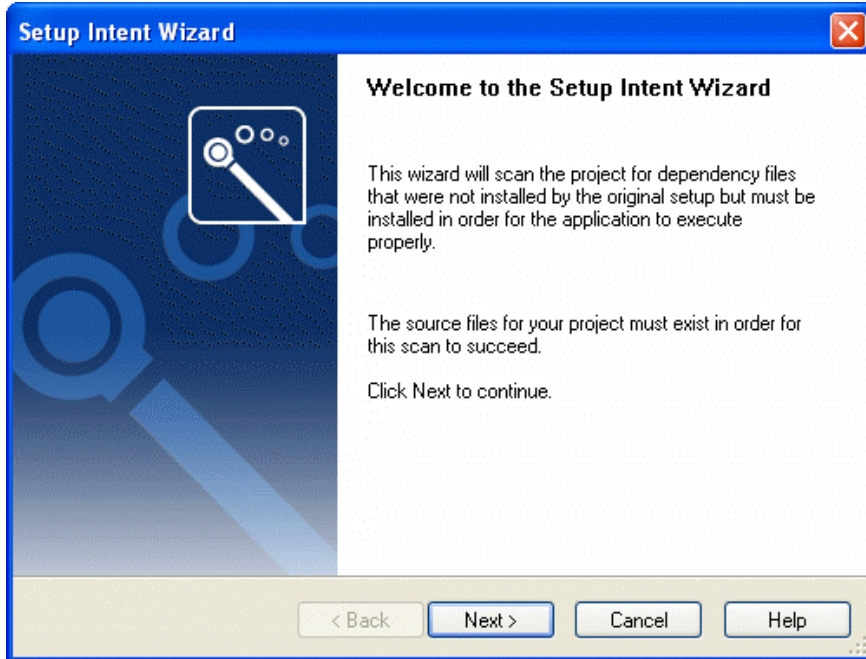 Setup Intent Wizard
Welcome to the Setup Intent Wizard
This wizard will scan the project for dependency files
that were not installed by the original setup but must be
installed in order for the application to execute
properly.
The source files for your project must exist in order for
this scan to succeed.
Click Next to continue.
< Back
Next >
Cancel
Help